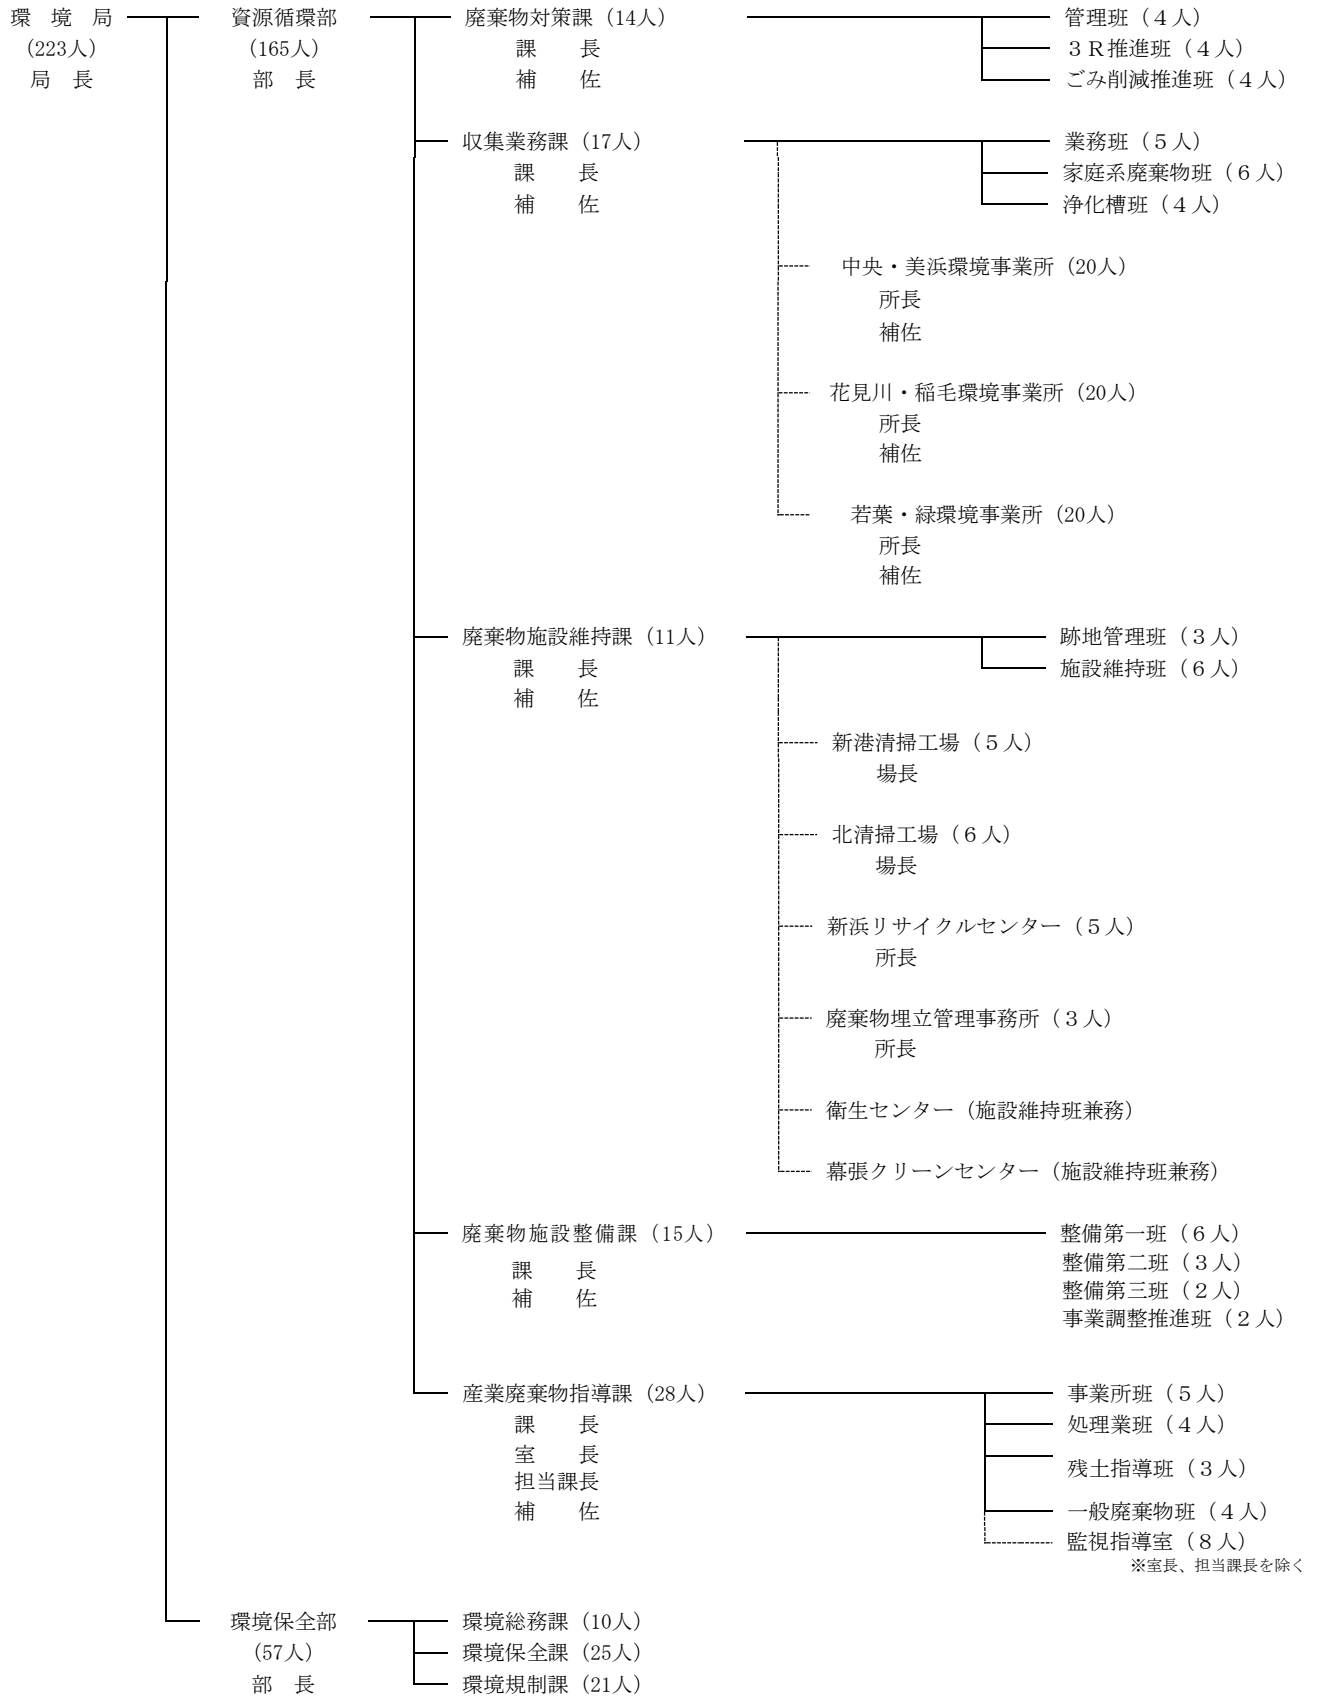 環　境　局　資源循環部　廃棄物対策課（14人）　管理班（４人）
（223人）　（165人）　課　　長　３Ｒ推進班（４人）
局　長　部　長　補　　佐　ごみ削減推進班（４人）
収集業務課（17人）　業務班（５人）
課　　長　家庭系廃棄物班（６人）
補　　佐　浄化槽班（４人）
中央・美浜環境事業所（20人）
所長
補佐
花見川・稲毛環境事業所（20人）
所長
補佐
若葉・緑環境事業所（20人）
所長
補佐
廃棄物施設維持課（11人）　跡地管理班（３人）
課　　長　施設維持班（６人）
補　　佐
新港清掃工場（５人）
場長
北清掃工場（６人）
場長
新浜リサイクルセンター（５人）
所長
廃棄物埋立管理事務所（３人）
所長
衛生センター（施設維持班兼務）
幕張クリーンセンター（施設維持班兼務）
廃棄物施設整備課（15人）　整備第一班（６人）
課　　長　整備第二班（３人）
補　　佐　整備第三班（２人）
事業調整推進班（２人）
産業廃棄物指導課（28人）　事業所班（５人）
課　　長　処理業班（４人）
室　　長　残土指導班（３人）
担当課長
補　　佐　一般廃棄物班（４人）
監視指導室（８人）
※室長、担当課長を除く
環境保全部　環境総務課（10人）
（57人）　環境保全課（25人）
部　長　環境規制課（21人）